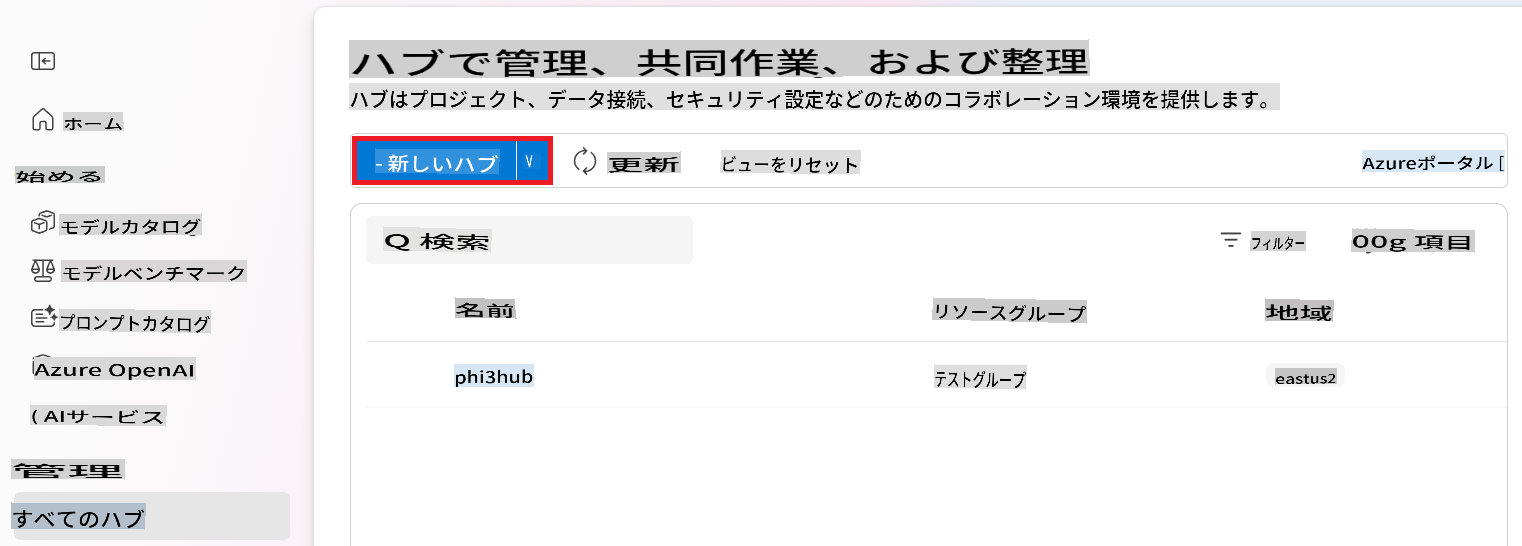 ホーム
始める
モデルカタログ
モデルベンチマーク
プロンプトカタログ
Azure OpenAI
( AIサービス
管理
すべてのハブ
ハブで管理、共同作業、および整理
ハブはプロジェクト、データ接続、セキュリティ設定などのためのコラボレーション環境を提供します。
- 新しいハブ V 更新 ビューをリセット Azureポータル [
Q 検索 フィルター 00g 項目
名前 リソースグループ 地域
phi3hub テストグループ eastus2